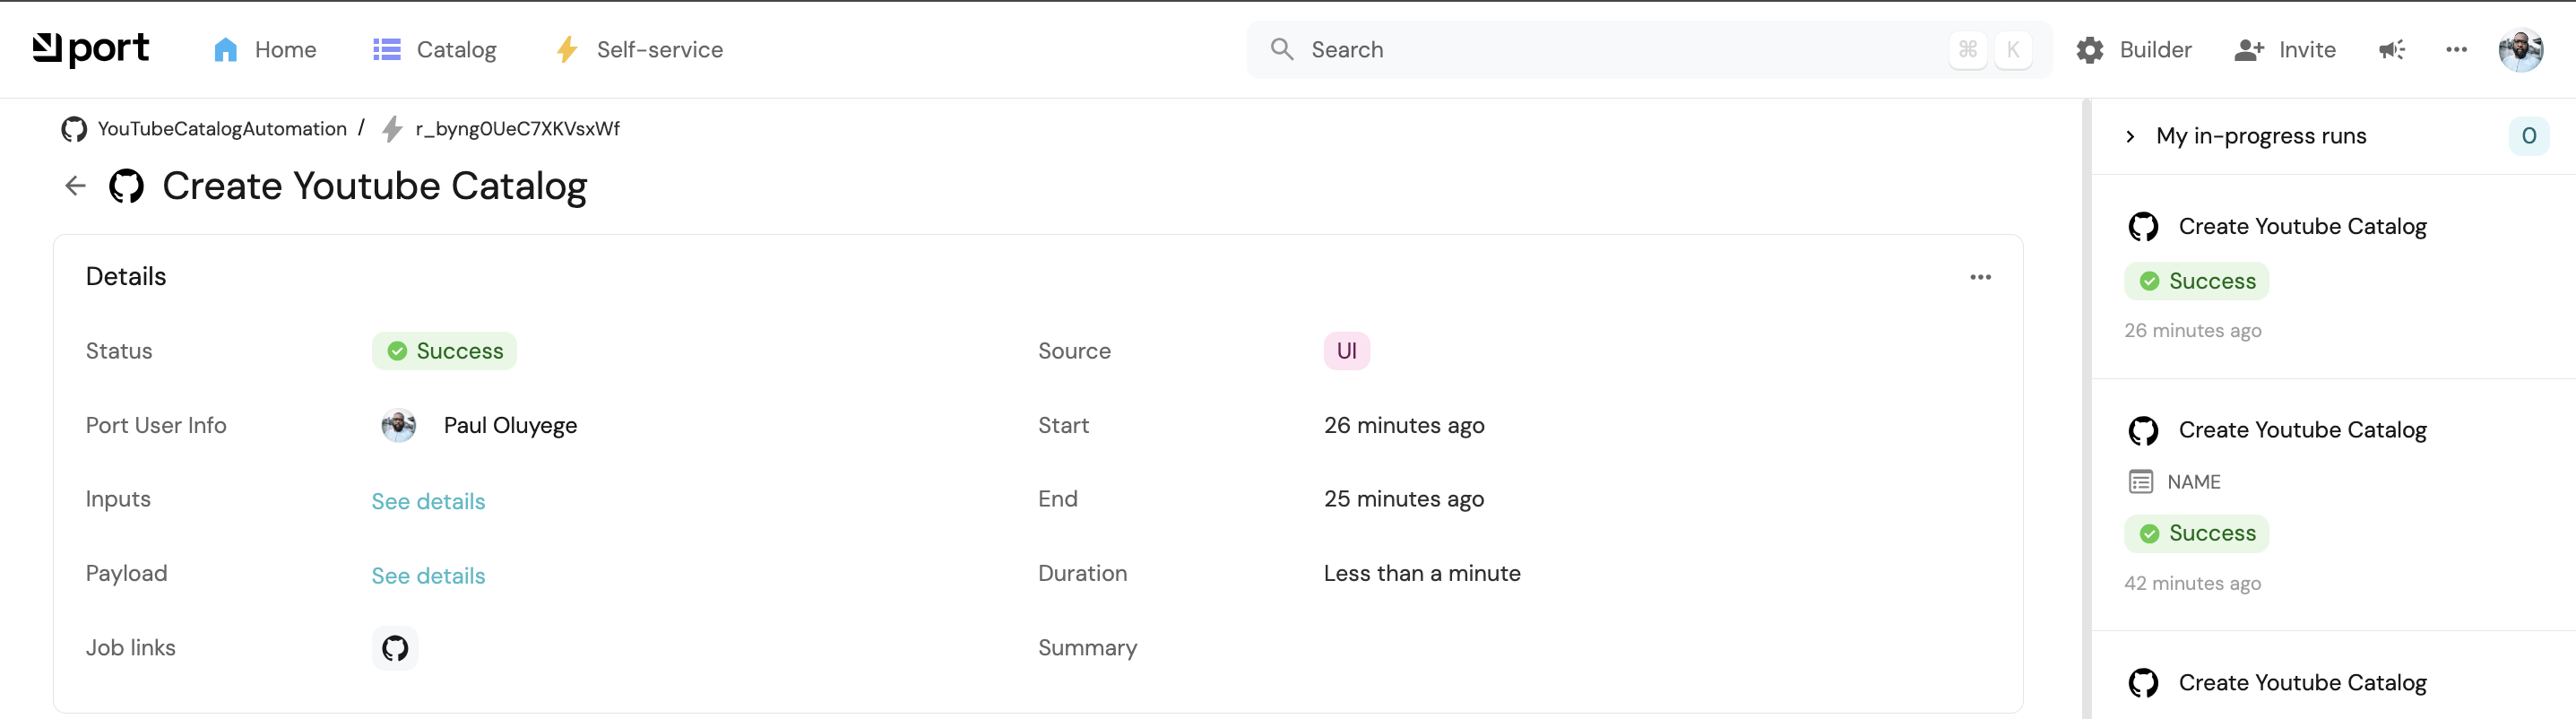 port Home Catalog Self-service Search ⌘ K Builder Invite
YouTubeCatalogAutomation / r_byng0UeC7XKVsxWf
Create Youtube Catalog
Details
Status Success Source UI
Port User Info Paul Oluyege Start 26 minutes ago
Inputs See details End 25 minutes ago
Payload See details Duration Less than a minute
Job links Summary
My in-progress runs 0
Create Youtube Catalog
Success
26 minutes ago
Create Youtube Catalog
NAME
Success
42 minutes ago
Create Youtube Catalog